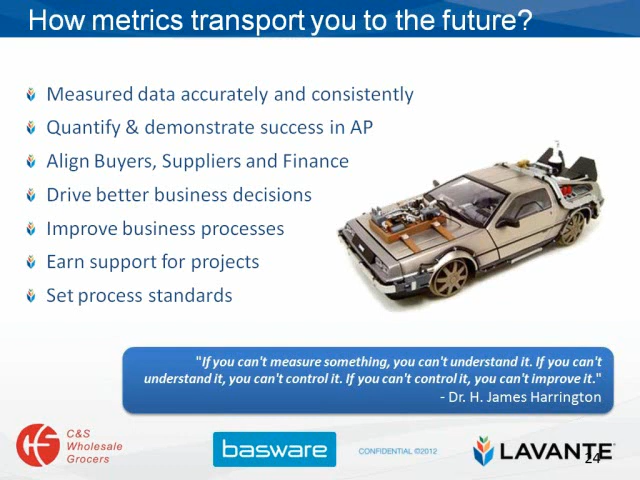 How metrics transport you to the future?
Measured data accurately and consistently
Quantify & demonstrate success in AP
Align Buyers, Suppliers and Finance
Drive better business decisions
Improve business processes
Earn support for projects
Set process standards
"If you can't measure something, you can't understand it. If you can't
understand it, you can't control it. If you can't control it, you can't improve it."
- Dr. H. James Harrington
C&S
Wholesale
Grocers
basware
CONFIDENTIAL ©2012
LAVANTE
24